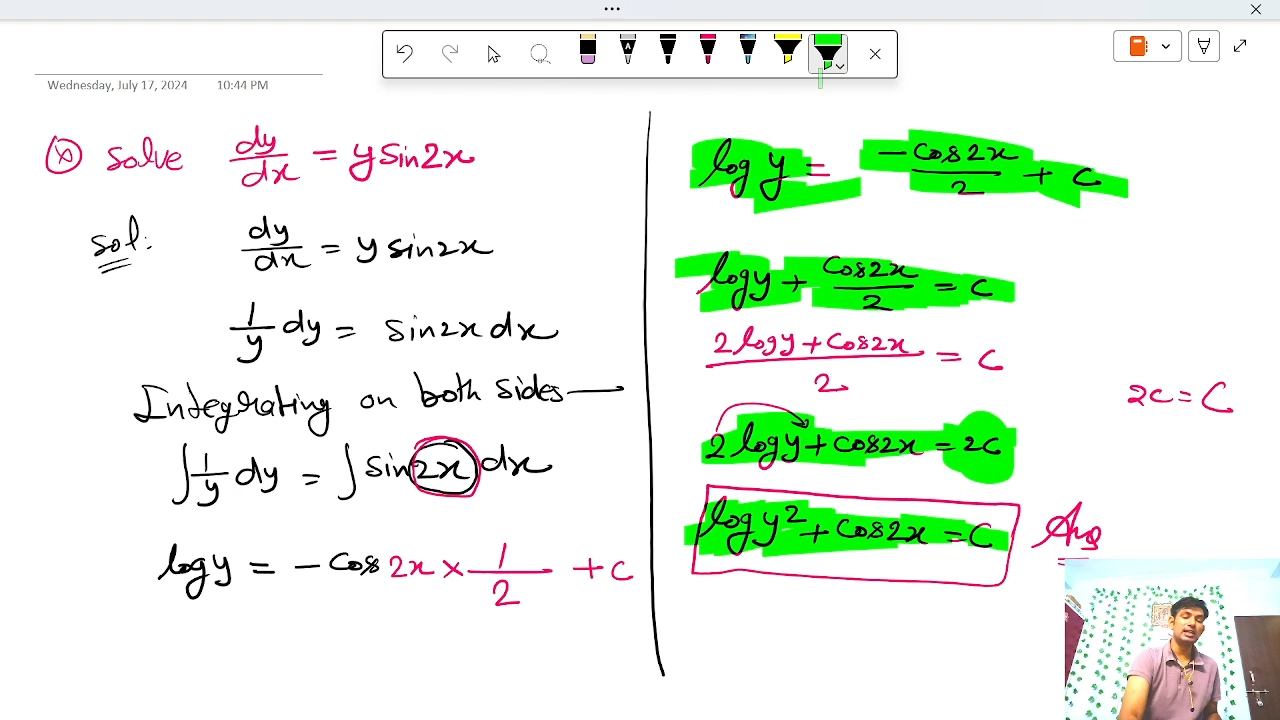 Wednesday, July 17, 2024 10:44 PM
solve dy/dx = y sin2x
sol:
dy/dx = y sin2x
1/y dy = sin2x dx
Integrating on both sides—
∫ 1/y dy = ∫ sin2x dx
log y = - cos 2x × 1/2 + c
log y = -cos2x/2 + c
log y + cos2x/2 = c
2 log y + cos2x/2 = c
2c = C
2 log y + cos2x = 2c
log y² + cos2x = C
Ans